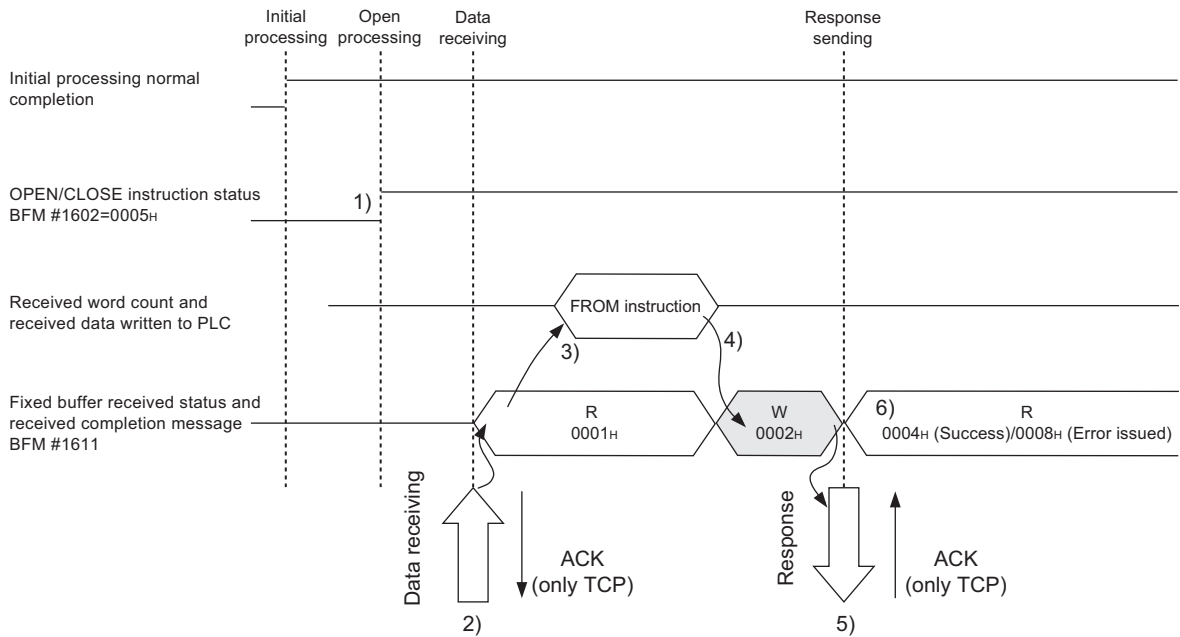 Initial
processing
Open
processing
Data
receiving
Response
sending
Initial processing normal
completion
OPEN/CLOSE instruction status
BFM #1602=0005H
1)
Received word count and
received data written to PLC
FROM instruction
3)
4)
Fixed buffer received status and
received completion message
BFM #1611
R
0001H
W
0002H
6)
R
0004H (Success)/0008H (Error issued)
Data receiving
ACK
(only TCP)
2)
Response
ACK
(only TCP)
5)